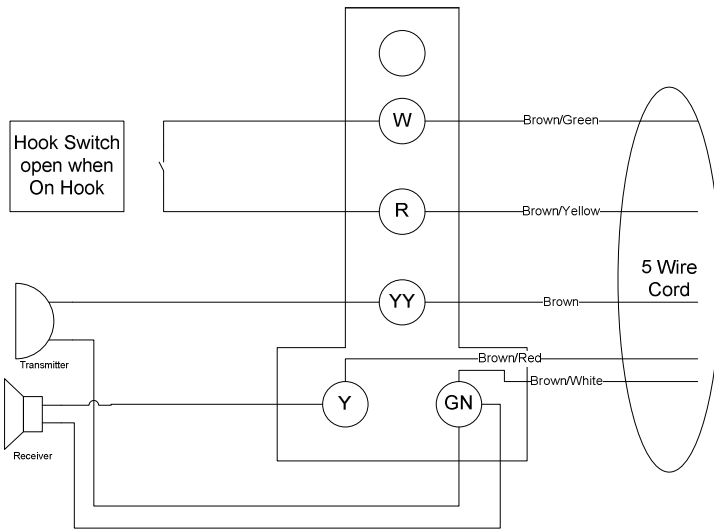 Hook Switch
open when
On Hook
W
Brown/Green
R
Brown/Yellow
5 Wire
Cord
YY
Brown
Transmitter
Brown/Red
Brown/White
Y
GN
Receiver